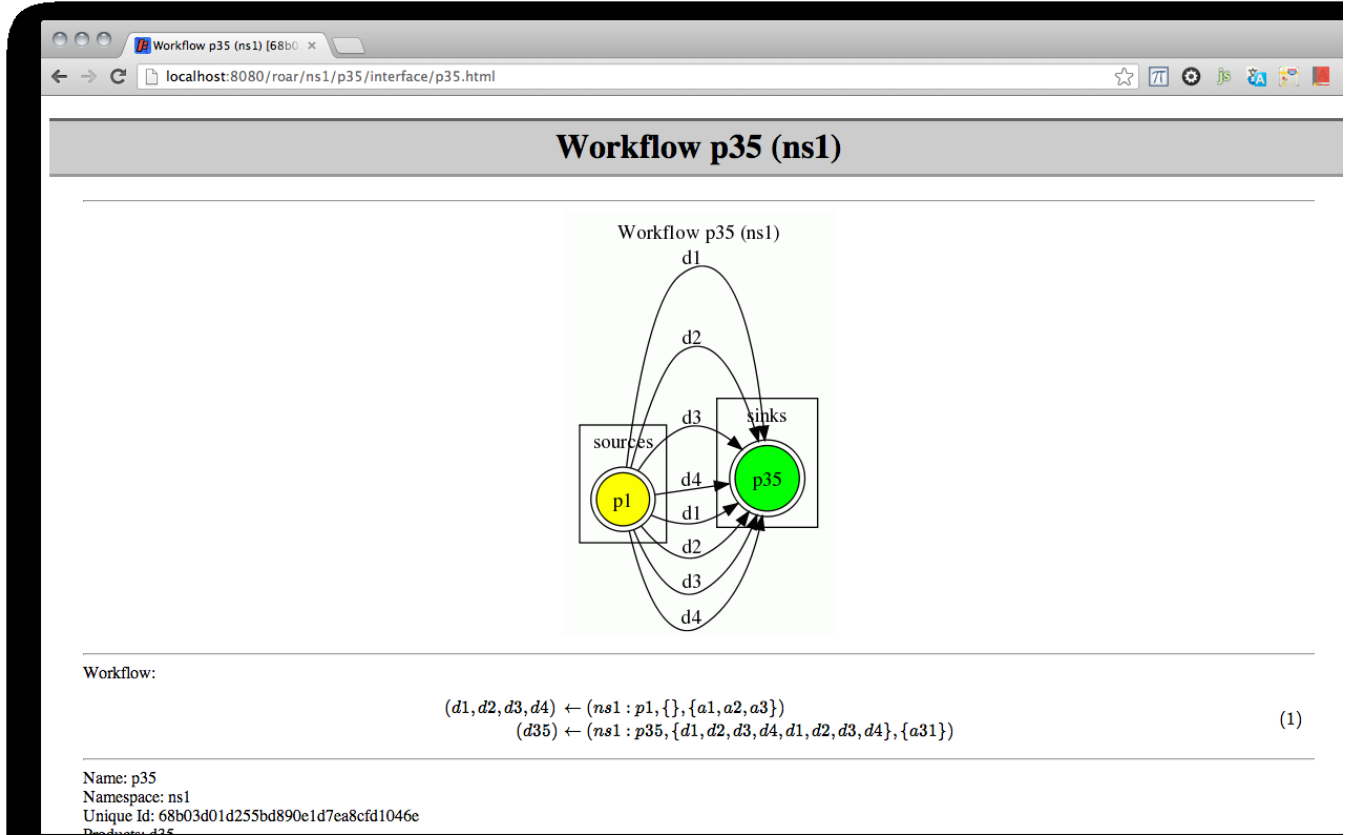 Workflow p35 (ns1) [68b0
localhost:8080/roar/ns1/p35/interface/p35.html
π js
Workflow p35 (ns1)
Workflow p35 (ns1)
d1
d2
d3
sinks
sources
d4
p35
p1
d1
d2
d3
d4
Workflow:
(d1, d2, d3, d4) ← (ns1 : p1, {}, {a1, a2, a3})
(d35) ← (ns1 : p35, {d1, d2, d3, d4, d1, d2, d3, d4}, {a31})
(1)
Name: p35
Namespace: ns1
Unique Id: 68b03d01d255bd890e1d7ea8cfd1046e
Products: d35